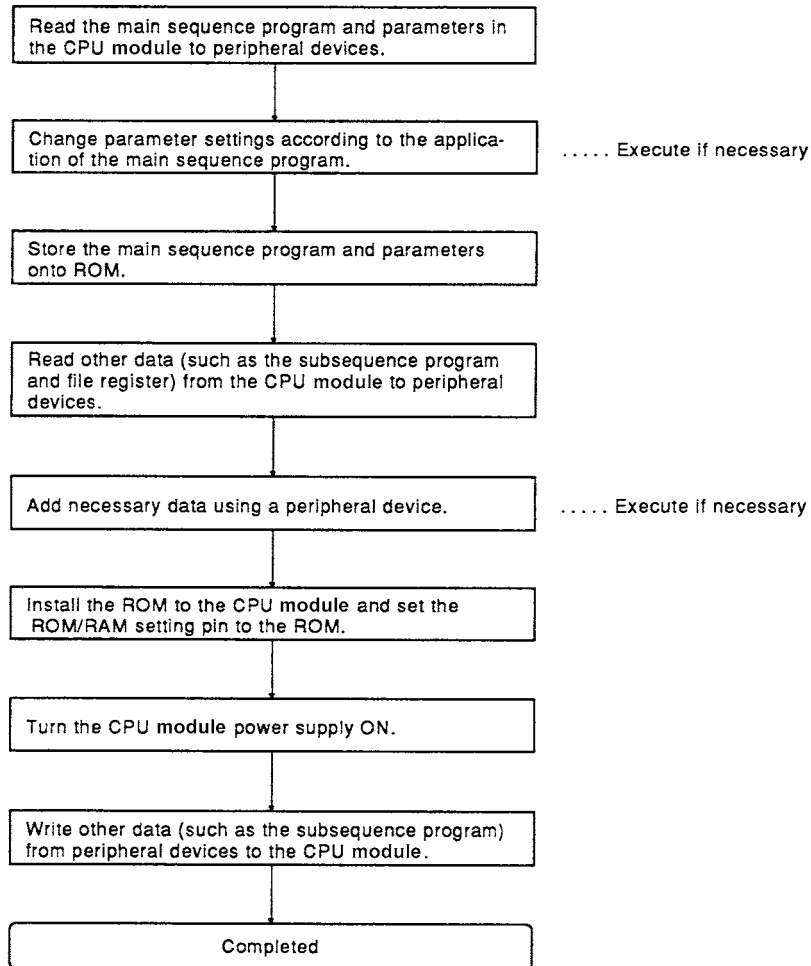 Read the main sequence program and parameters in
the CPU module to peripheral devices.
Change parameter settings according to the applica-
tion of the main sequence program.
..... Execute if necessary
Store the main sequence program and parameters
onto ROM.
Read other data (such as the subsequence program
and file register) from the CPU module to peripheral
devices.
Add necessary data using a peripheral device.
..... Execute if necessary
Install the ROM to the CPU module and set the
ROM/RAM setting pin to the ROM.
Turn the CPU module power supply ON.
Write other data (such as the subsequence program)
from peripheral devices to the CPU module.
Completed